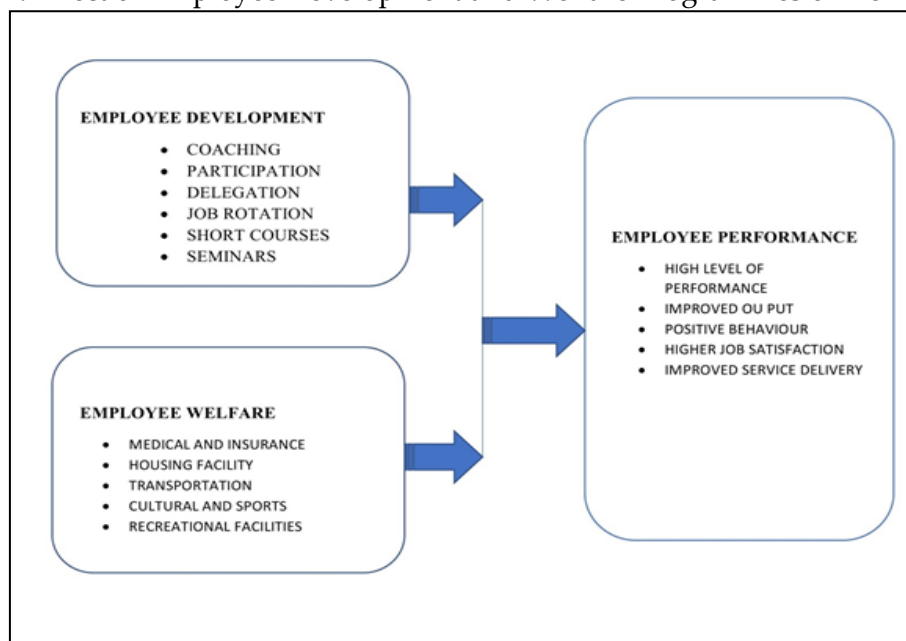 EMPLOYEE DEVELOPMENT
• COACHING
• PARTICIPATION
• DELEGATION
• JOB ROTATION
• SHORT COURSES
• SEMINARS
EMPLOYEE WELFARE
• MEDICAL AND INSURANCE
• HOUSING FACILITY
• TRANSPORTATION
• CULTURAL AND SPORTS
• RECREATIONAL FACILITIES
EMPLOYEE PERFORMANCE
• HIGH LEVEL OF
PERFORMANCE
• IMPROVED OU PUT
• POSITIVE BEHAVIOUR
• HIGHER JOB SATISFACTION
• IMPROVED SERVICE DELIVERY